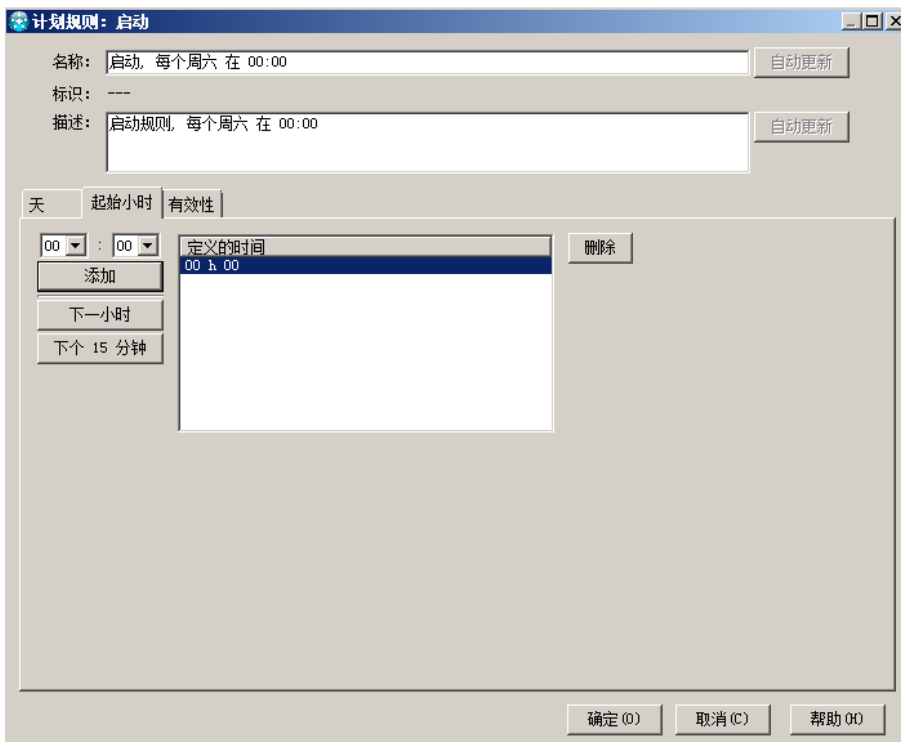 计划规则: 启动
名称: 启动, 每个周六 在 00:00 自动更新
标识: ---
描述: 启动规则, 每个周六 在 00:00 自动更新
天 起始小时 有效性
00 : 00 定义的时间 删除
00 h 00
添加
下一小时
下个 15 分钟
确定(O) 取消(C) 帮助(H)